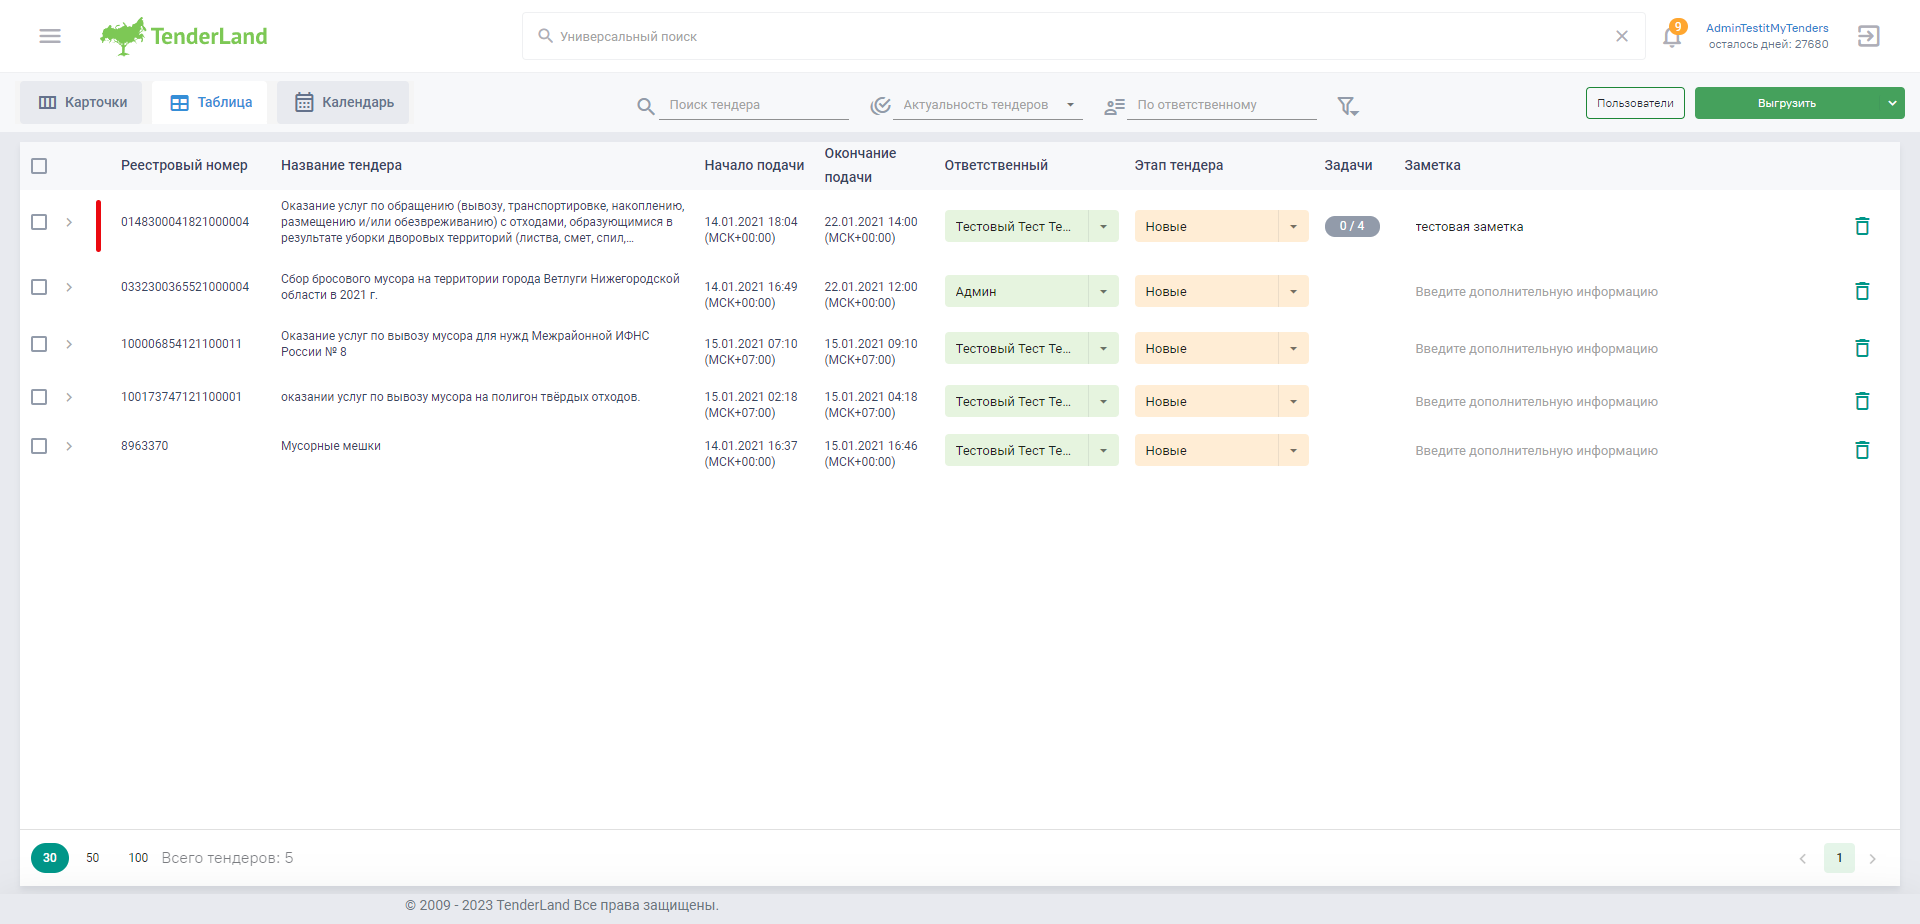 TenderLand
Универсальный поиск
9
AdminTestitMyTenders
осталось дней: 27680
Карточки
Таблица
Календарь
Поиск тендера
Актуальность тендеров
По ответственному
Пользователи
Выгрузить
Реестровый номер
Название тендера
Начало подачи
Окончание
подачи
Ответственный
Этап тендера
Задачи
Заметка
0148300041821000004
Оказание услуг по обращению (вывозу, транспортировке, накоплению,
размещению и/или обезвреживанию) с отходами, образующимися в
результате уборки дворовых территорий (листва, смет, спил,...
14.01.2021 18:04
(МСК+00:00)
22.01.2021 14:00
(МСК+00:00)
Тестовый Тест Те...
Новые
0 / 4
тестовая заметка
0332300365521000004
Сбор бросового мусора на территории города Ветлуги Нижегородской
области в 2021 г.
14.01.2021 16:49
(МСК+00:00)
22.01.2021 12:00
(МСК+00:00)
Админ
Новые
Введите дополнительную информацию
100006854121100011
Оказание услуг по вывозу мусора для нужд Межрайонной ИФНС
России № 8
15.01.2021 07:10
(МСК+07:00)
15.01.2021 09:10
(МСК+07:00)
Тестовый Тест Те...
Новые
Введите дополнительную информацию
100173747121100001
оказании услуг по вывозу мусора на полигон твёрдых отходов.
15.01.2021 02:18
(МСК+07:00)
15.01.2021 04:18
(МСК+07:00)
Тестовый Тест Те...
Новые
Введите дополнительную информацию
8963370
Мусорные мешки
14.01.2021 16:37
(МСК+00:00)
15.01.2021 16:46
(МСК+00:00)
Тестовый Тест Те...
Новые
Введите дополнительную информацию
30
50
100
Всего тендеров: 5
1
© 2009 - 2023 TenderLand Все права защищены.